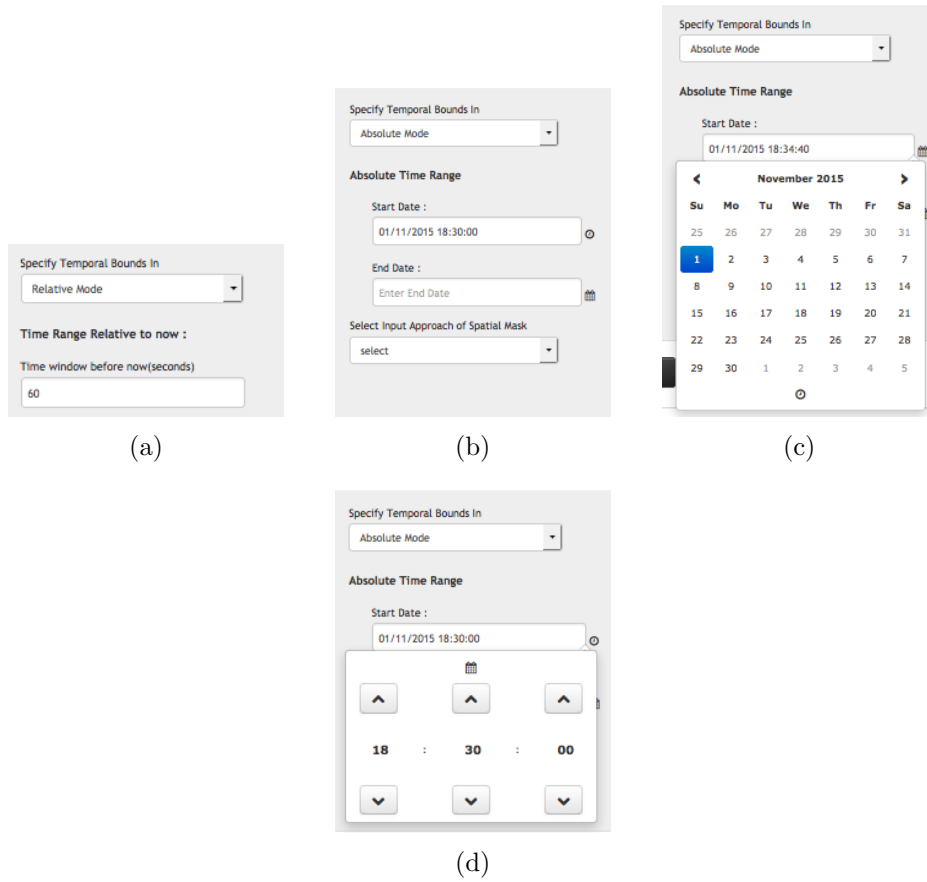 Specify Temporal Bounds In
Relative Mode
Time Range Relative to now :
Time window before now(seconds)
60
(a)
Specify Temporal Bounds In
Absolute Mode
Absolute Time Range
Start Date :
01/11/2015 18:30:00
End Date :
Enter End Date
Select Input Approach of Spatial Mask
select
(b)
Specify Temporal Bounds In
Absolute Mode
Absolute Time Range
Start Date :
01/11/2015 18:34:40
November 2015
Su Mo Tu We Th Fr Sa
25 26 27 28 29 30 31
1 2 3 4 5 6 7
8 9 10 11 12 13 14
15 16 17 18 19 20 21
22 23 24 25 26 27 28
29 30 1 2 3 4 5
(c)
Specify Temporal Bounds In
Absolute Mode
Absolute Time Range
Start Date :
01/11/2015 18:30:00
18 : 30 : 00
(d)